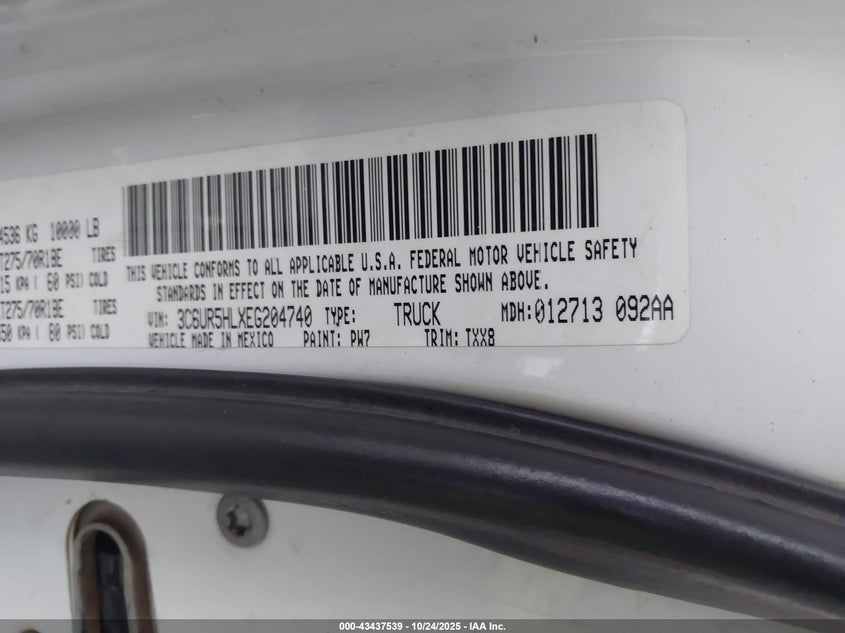 4536 KG 10000 LB
T275/70R18E TIRES
15 KPA ( 60 PSI) COLD
T275/70R18E TIRES
50 KPA ( 80 PSI) COLD
THIS VEHICLE CONFORMS TO ALL APPLICABLE U.S.A. FEDERAL MOTOR VEHICLE SAFETY
STANDARDS IN EFFECT ON THE DATE OF MANUFACTURE SHOWN ABOVE.
VIN: 3C6UR5HLXEG204740 TYPE: TRUCK MDH: 012713 092AA
VEHICLE MADE IN MEXICO PAINT: PW7 TRIM: TXX8
000-43437539 - 10/24/2025 - IAA Inc.